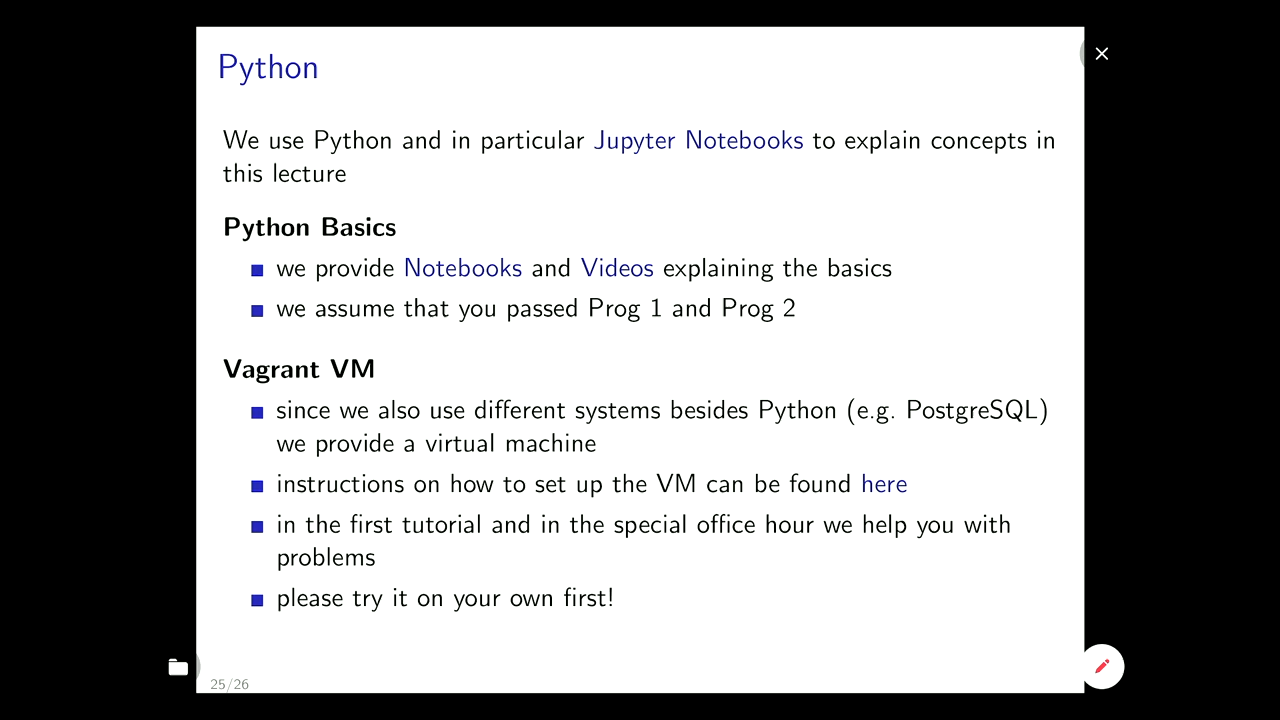 Python
We use Python and in particular Jupyter Notebooks to explain concepts in
this lecture
Python Basics
we provide Notebooks and Videos explaining the basics
we assume that you passed Prog 1 and Prog 2
Vagrant VM
since we also use different systems besides Python (e.g. PostgreSQL)
we provide a virtual machine
instructions on how to set up the VM can be found here
in the first tutorial and in the special office hour we help you with
problems
please try it on your own first!
25/26